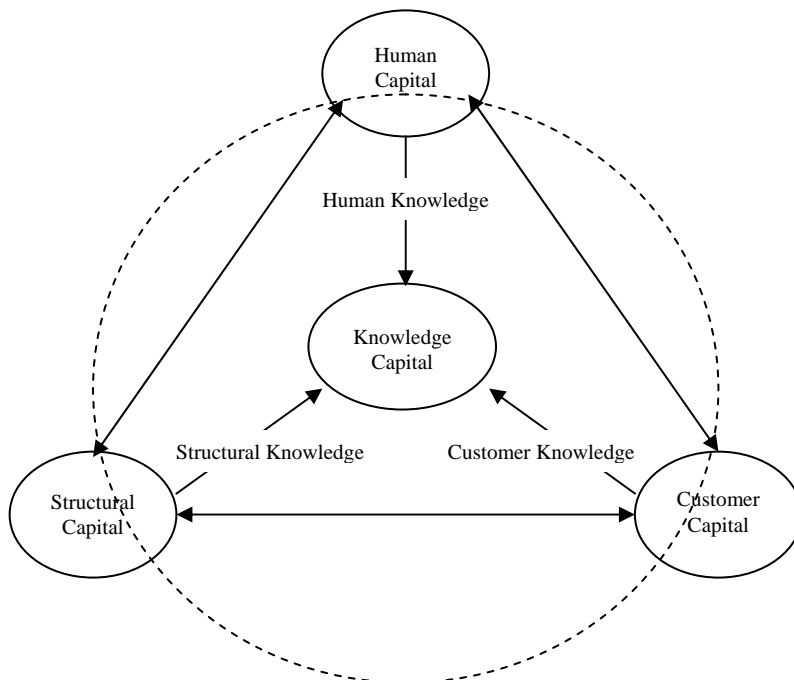 Human
Capital
Human Knowledge
Knowledge
Capital
Structural Knowledge
Customer Knowledge
Structural
Capital
Customer
Capital